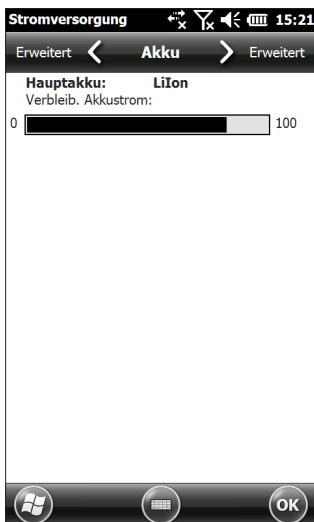 Stromversorgung 15:21
Erweitert Akku Erweitert
Hauptakku: LiIon
Verbleib. Akkustrom:
0 100
OK